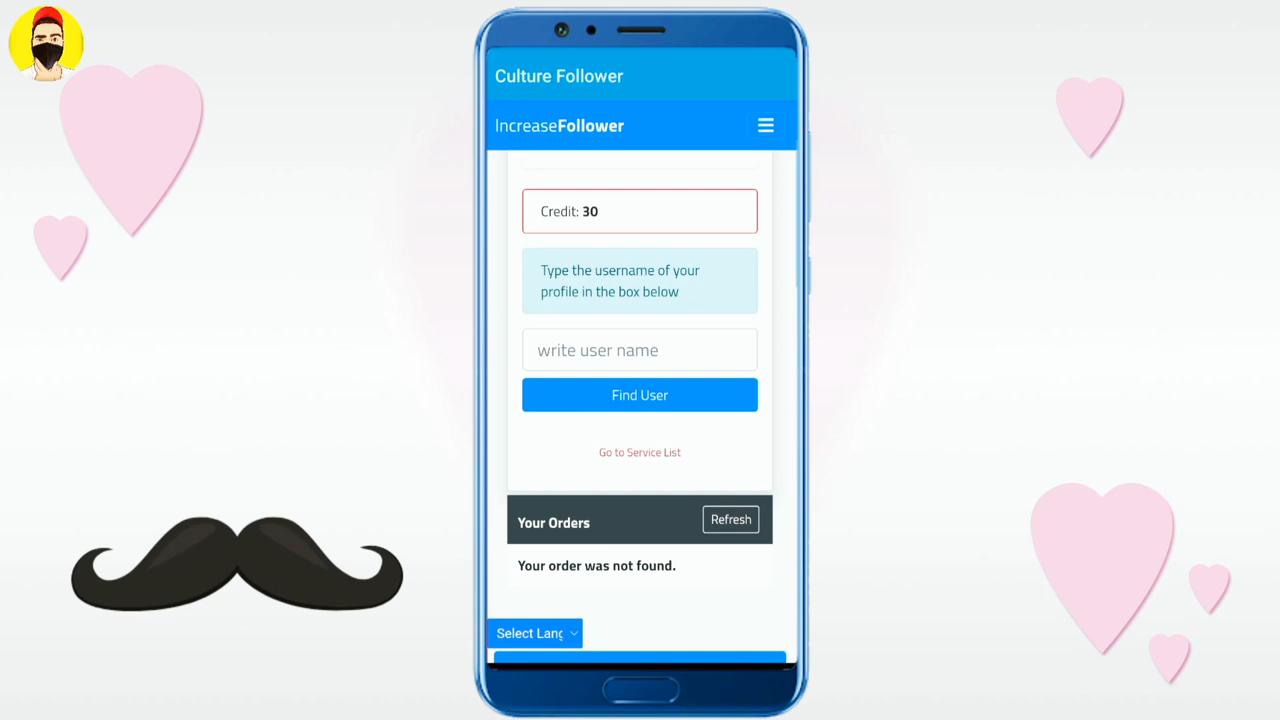 Culture Follower
IncreaseFollower
Credit: 30
Type the username of your
profile in the box below
write user name
Find User
Go to Service List
Your Orders
Refresh
Your order was not found.
Select Lang